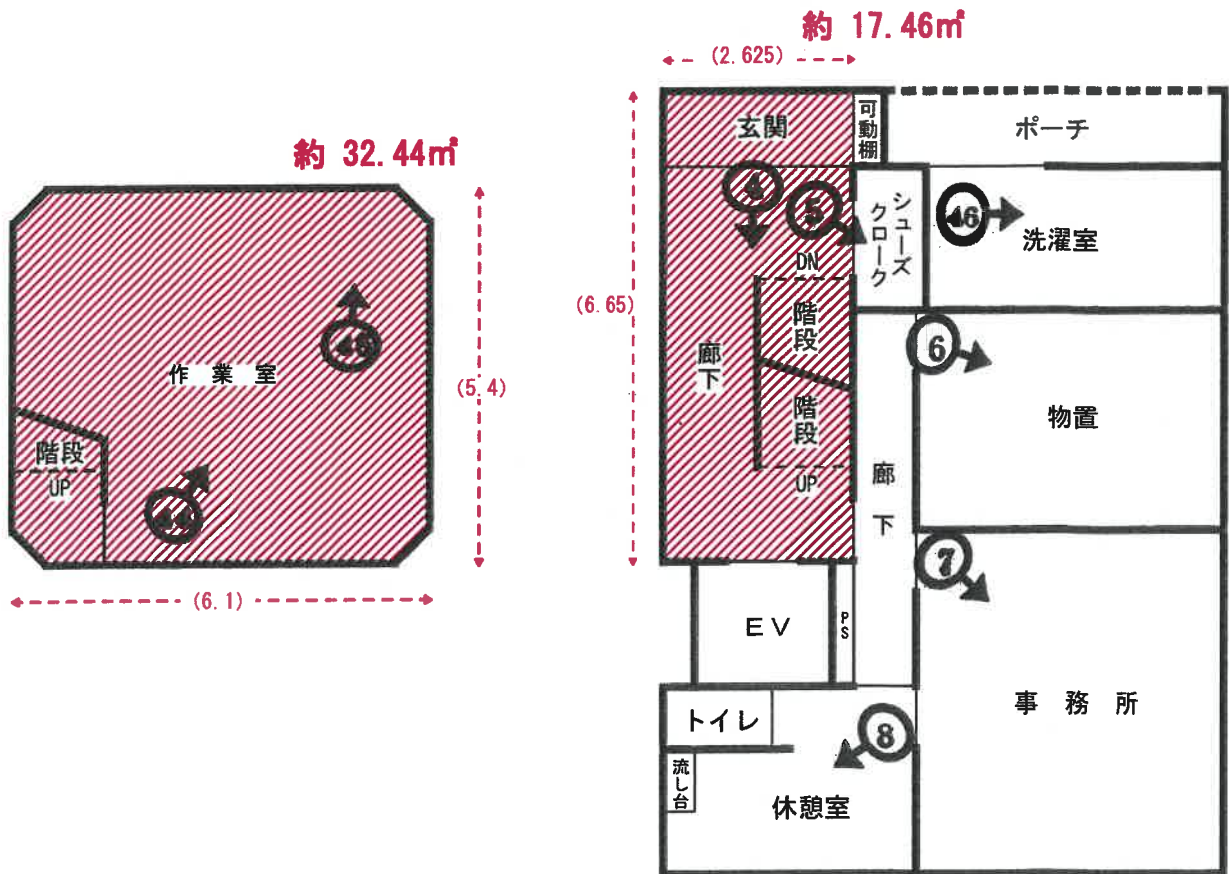 約 32.44㎡
作 業 室
階段
UP
45
44
(5.4)
(6.1)
約 17.46㎡
(2.625)
(6.65)
玄関
可動棚
ポーチ
4
5
シューズ
クローク
46
洗濯室
DN
階段
廊下
階段
UP
6
物置
廊下
7
EV
PS
事 務 所
トイレ
8
流し台
休憩室